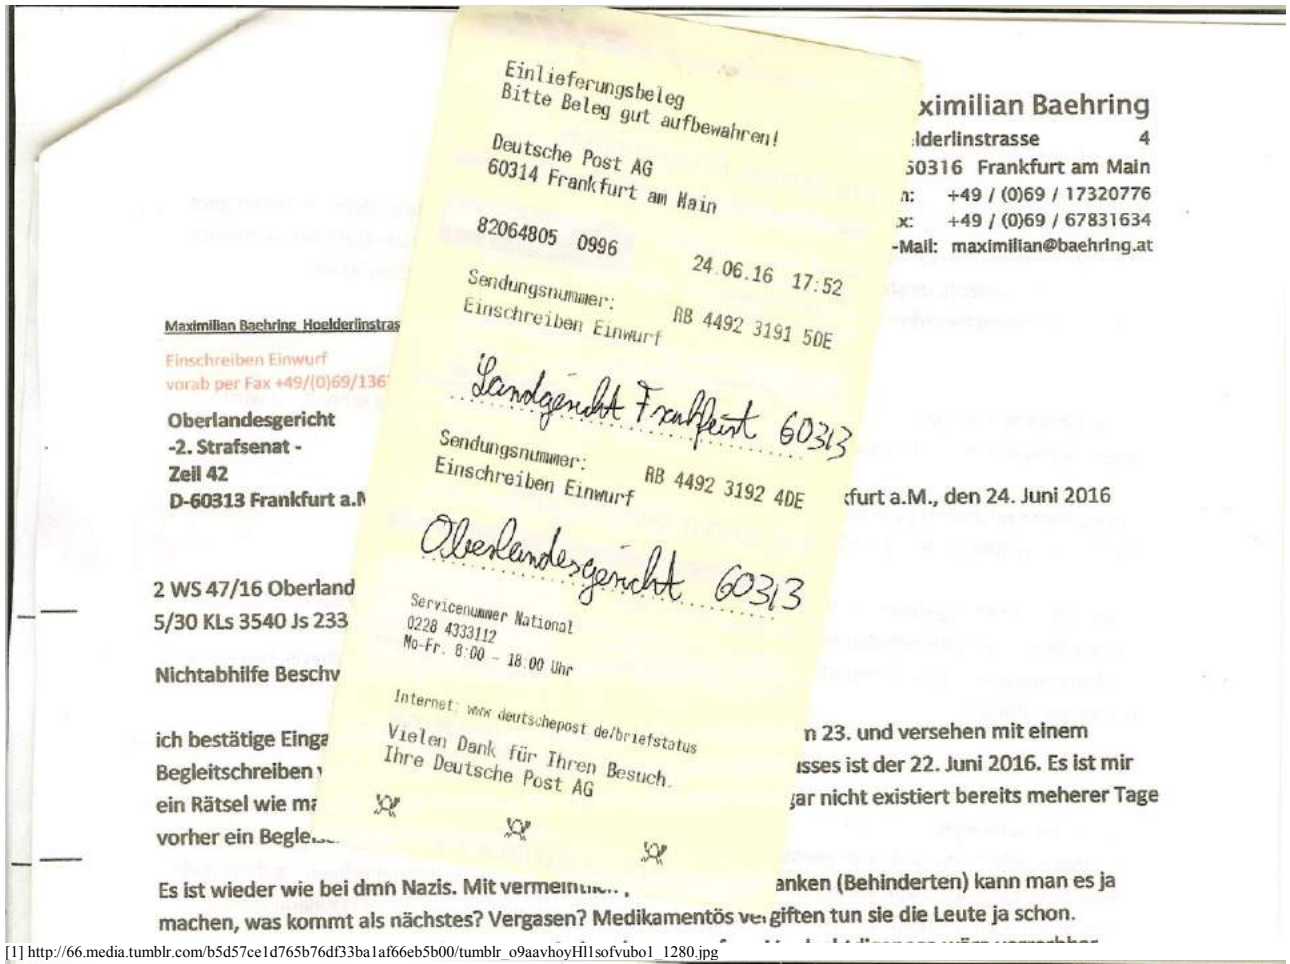 Einlieferungsbeleg
Bitte Beleg gut aufbewahren!
Deutsche Post AG
60314 Frankfurt am Main
82064805 0996
24.06.16 17:52
Sendungsnummer: RB 4492 3191 5DE
Einschreiben Einwurf
Landgericht Frankfurt 60313
Sendungsnummer: RB 4492 3192 4DE
Einschreiben Einwurf
Oberlandesgericht 60313
Servicenummer National
0228 4333112
Mo-Fr. 8:00 - 18:00 Uhr
Internet: www deutschepost de/briefstatus
Vielen Dank für Ihren Besuch.
Ihre Deutsche Post AG
ximilian Baehring
lderlinstrasse 4
60316 Frankfurt am Main
n: +49 / (0)69 / 17320776
x: +49 / (0)69 / 67831634
-Mail: maximilian@baehring.at
Maximilian Baehring Hoelderlinstras
Einschreiben Einwurf
vorab per Fax +49/(0)69/136
Oberlandesgericht
-2. Strafsenat -
Zeil 42
D-60313 Frankfurt a.M
kfurt a.M., den 24. Juni 2016
2 WS 47/16 Oberland
5/30 KLs 3540 Js 233
Nichtabhilfe Beschw
ich bestätige Einga n 23. und versehen mit einem
Begleitschreiben usses ist der 22. Juni 2016. Es ist mir
ein Rätsel wie ma gar nicht existiert bereits meherer Tage
vorher ein Beglei
Es ist wieder wie bei dmn Nazis. Mit vermeintlich anken (Behinderten) kann man es ja
machen, was kommt als nächstes? Vergasen? Medikamentös vergiften tun sie die Leute ja schon.
[1] http://66.media.tumblr.com/b5d57ce1d765b76df33ba1af66eb5b00/tumblr_o9aavhoyHl1sofvubo1_1280.jpg